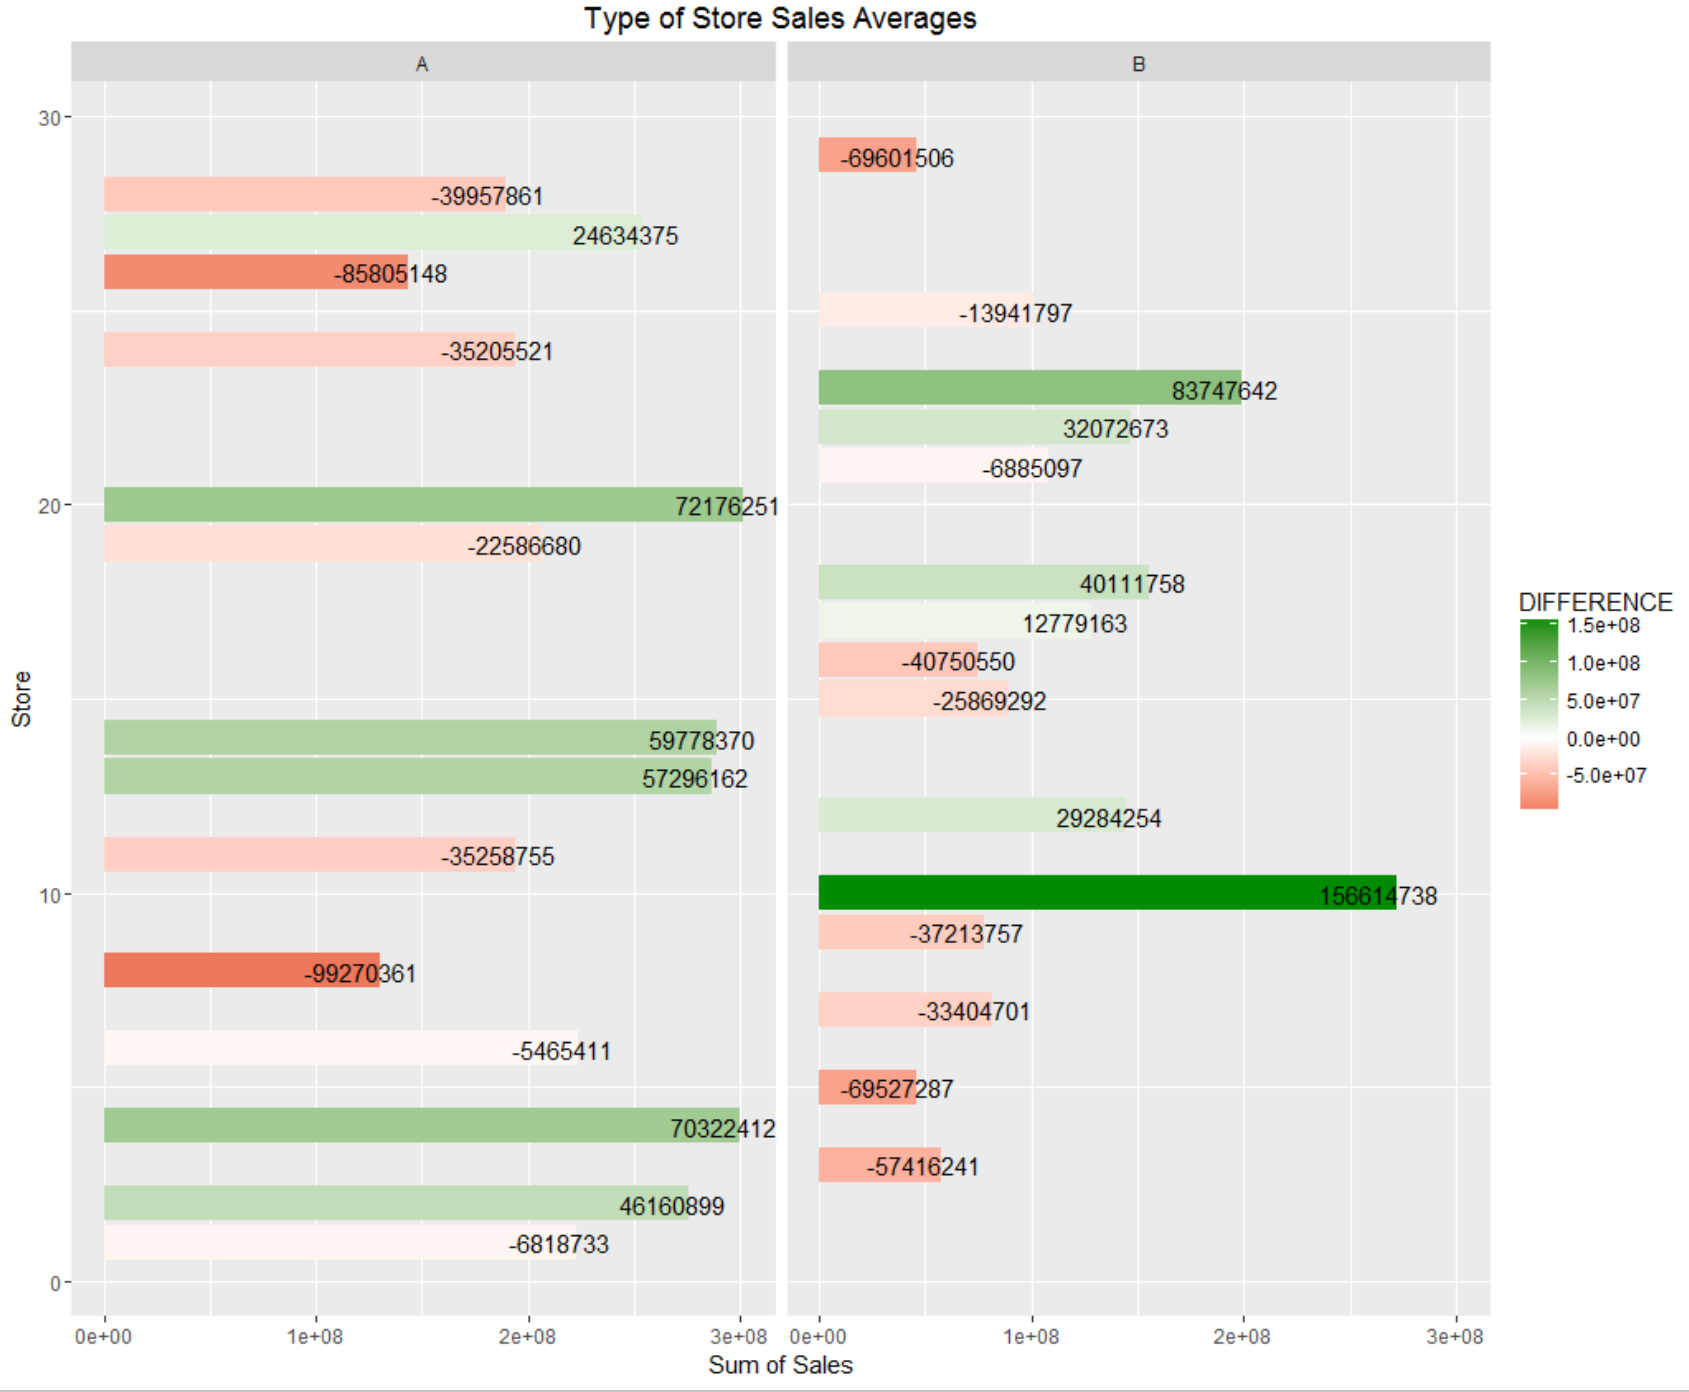 Type of Store Sales Averages
A
B
30
20
10
0
Store
-39957861
24634375
-85805148
-35205521
72176251
-22586680
59778370
57296162
-35258755
-99270361
-5465411
70322412
46160899
-6818733
-69601506
-13941797
83747642
32072673
-6885097
40111758
12779163
-40750550
-25869292
29284254
156614738
-37213757
-33404701
-69527287
-57416241
0e+00 1e+08 2e+08 3e+08
0e+00 1e+08 2e+08 3e+08
Sum of Sales
DIFFERENCE
1.5e+08
1.0e+08
5.0e+07
0.0e+00
-5.0e+07